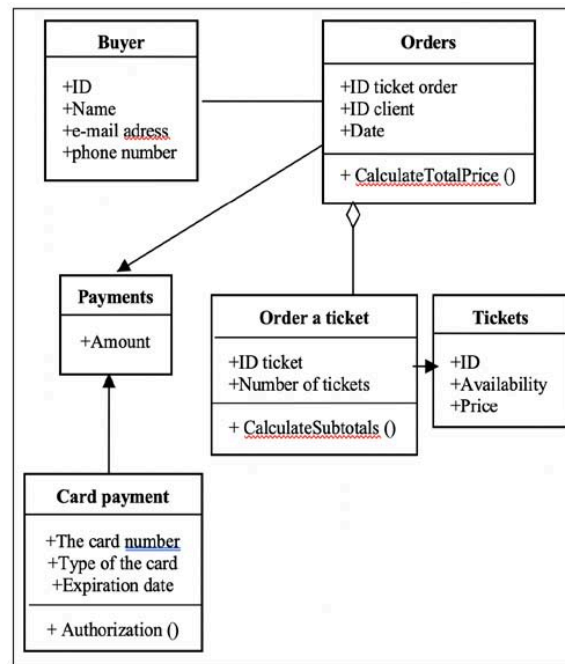 Buyer
+ID
+Name
+e-mail adress
+phone number
Orders
+ID ticket order
+ID client
+Date
+ CalculateTotalPrice ()
Payments
+Amount
Order a ticket
+ID ticket
+Number of tickets
+ CalculateSubtotals ()
Tickets
+ID
+Availability
+Price
Card payment
+The card number
+Type of the card
+Expiration date
+ Authorization ()